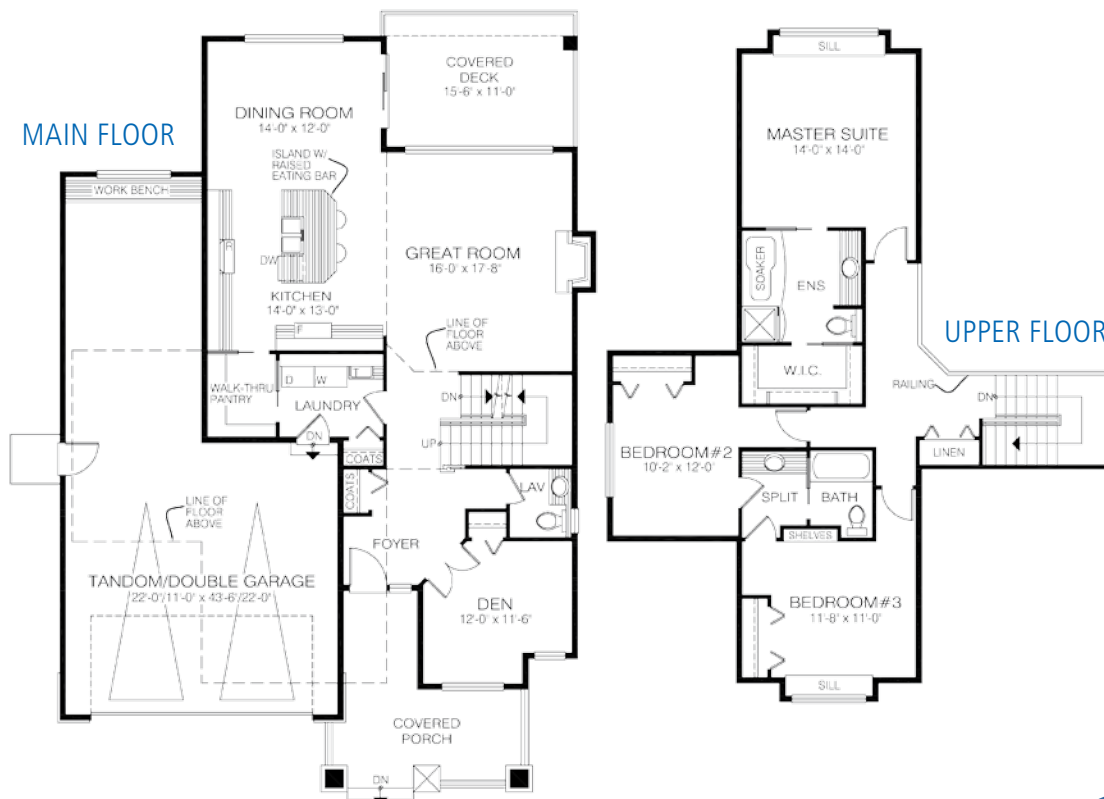 MAIN FLOOR
COVERED
DECK
15'-6" x 11'-0"
DINING ROOM
14'-0" x 12'-0"
ISLAND W/
RAISED
EATING BAR
WORK BENCH
R
DW
GREAT ROOM
16'-0" x 17'-8"
KITCHEN
14'-0" x 13'-0"
F
LINE OF
FLOOR
ABOVE
WALK-THRU
PANTRY
D
W
T
LAUNDRY
DN
DN
UP
COATS
COATS
LAV
LINE OF
FLOOR
ABOVE
FOYER
TANDOM/DOUBLE GARAGE
22'-0"/11'-0" x 43'-6"/22'-0"
DEN
12'-0" x 11'-6"
COVERED
PORCH
DN
UPPER FLOOR
SILL
MASTER SUITE
14'-0" x 14'-0"
SOAKER
ENS
W.I.C.
RAILING
DN
BEDROOM#2
10'-2" x 12'-0"
LINEN
SPLIT
BATH
SHELVES
BEDROOM#3
11'-8" x 11'-0"
SILL